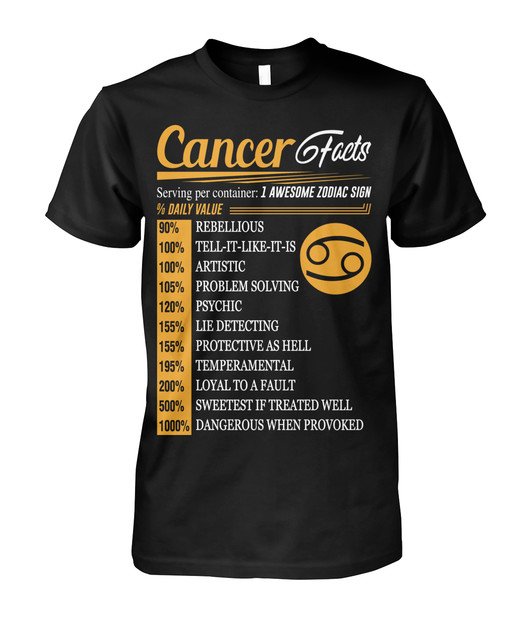 Cancer Facts
Serving per container: 1 AWESOME ZODIAC SIGN
% DAILY VALUE
90% REBELLIOUS
100% TELL-IT-LIKE-IT-IS
100% ARTISTIC
105% PROBLEM SOLVING
120% PSYCHIC
155% LIE DETECTING
155% PROTECTIVE AS HELL
195% TEMPERAMENTAL
200% LOYAL TO A FAULT
500% SWEETEST IF TREATED WELL
1000% DANGEROUS WHEN PROVOKED